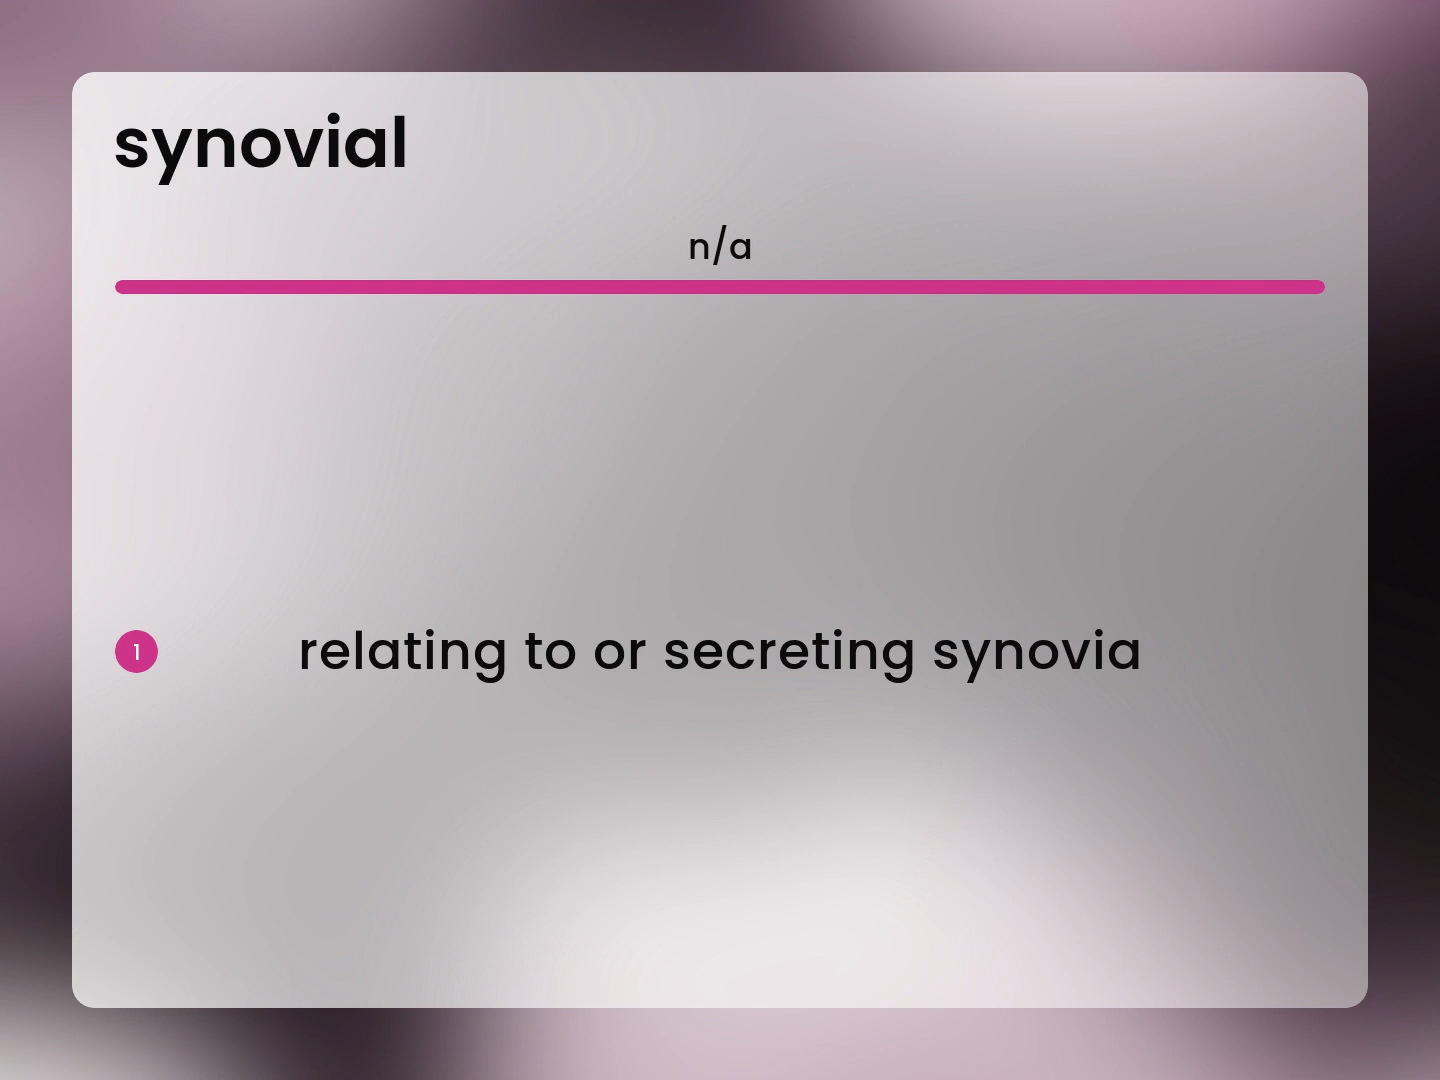 synovial
n/a
1 relating to or secreting synovia